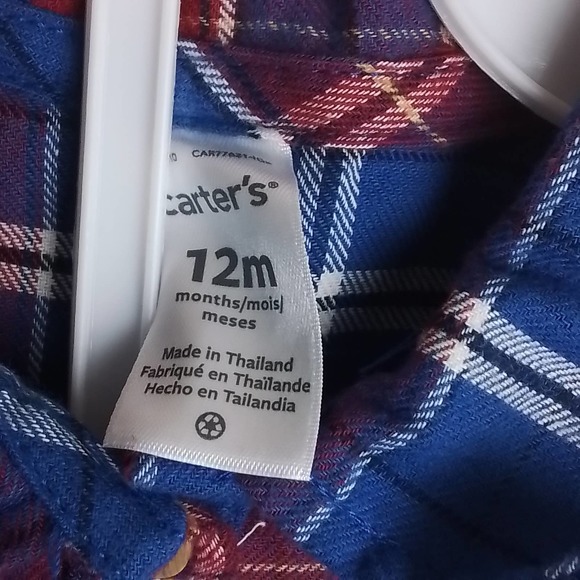 carter's®
12m
months/mois/
meses
Made in Thailand
Fabriqué en Thaïlande
Hecho en Tailandia